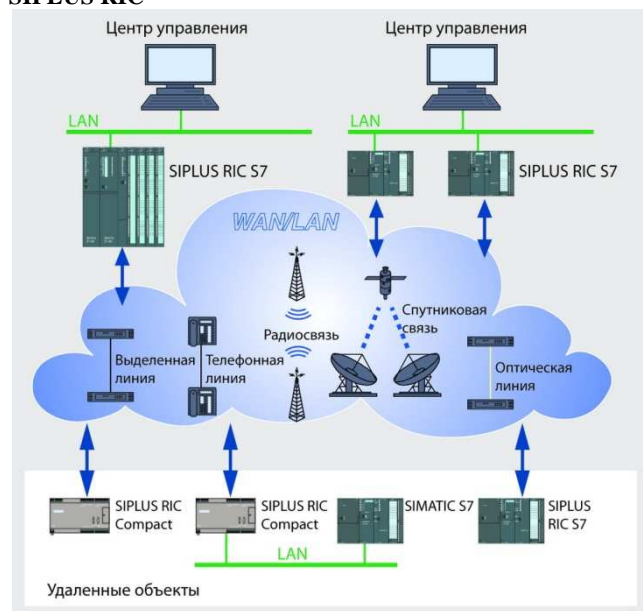 SIPLUS RIC
Центр управления
Центр управления
LAN
LAN
SIPLUS RIC S7
SIPLUS RIC S7
WAN/LAN
Радиосвязь
Спутниковая
связь
Выделенная
линия
Телефонная
линия
Оптическая
линия
SIPLUS RIC
Compact
SIPLUS RIC
Compact
SIMATIC S7
SIPLUS
RIC S7
LAN
Удаленные объекты